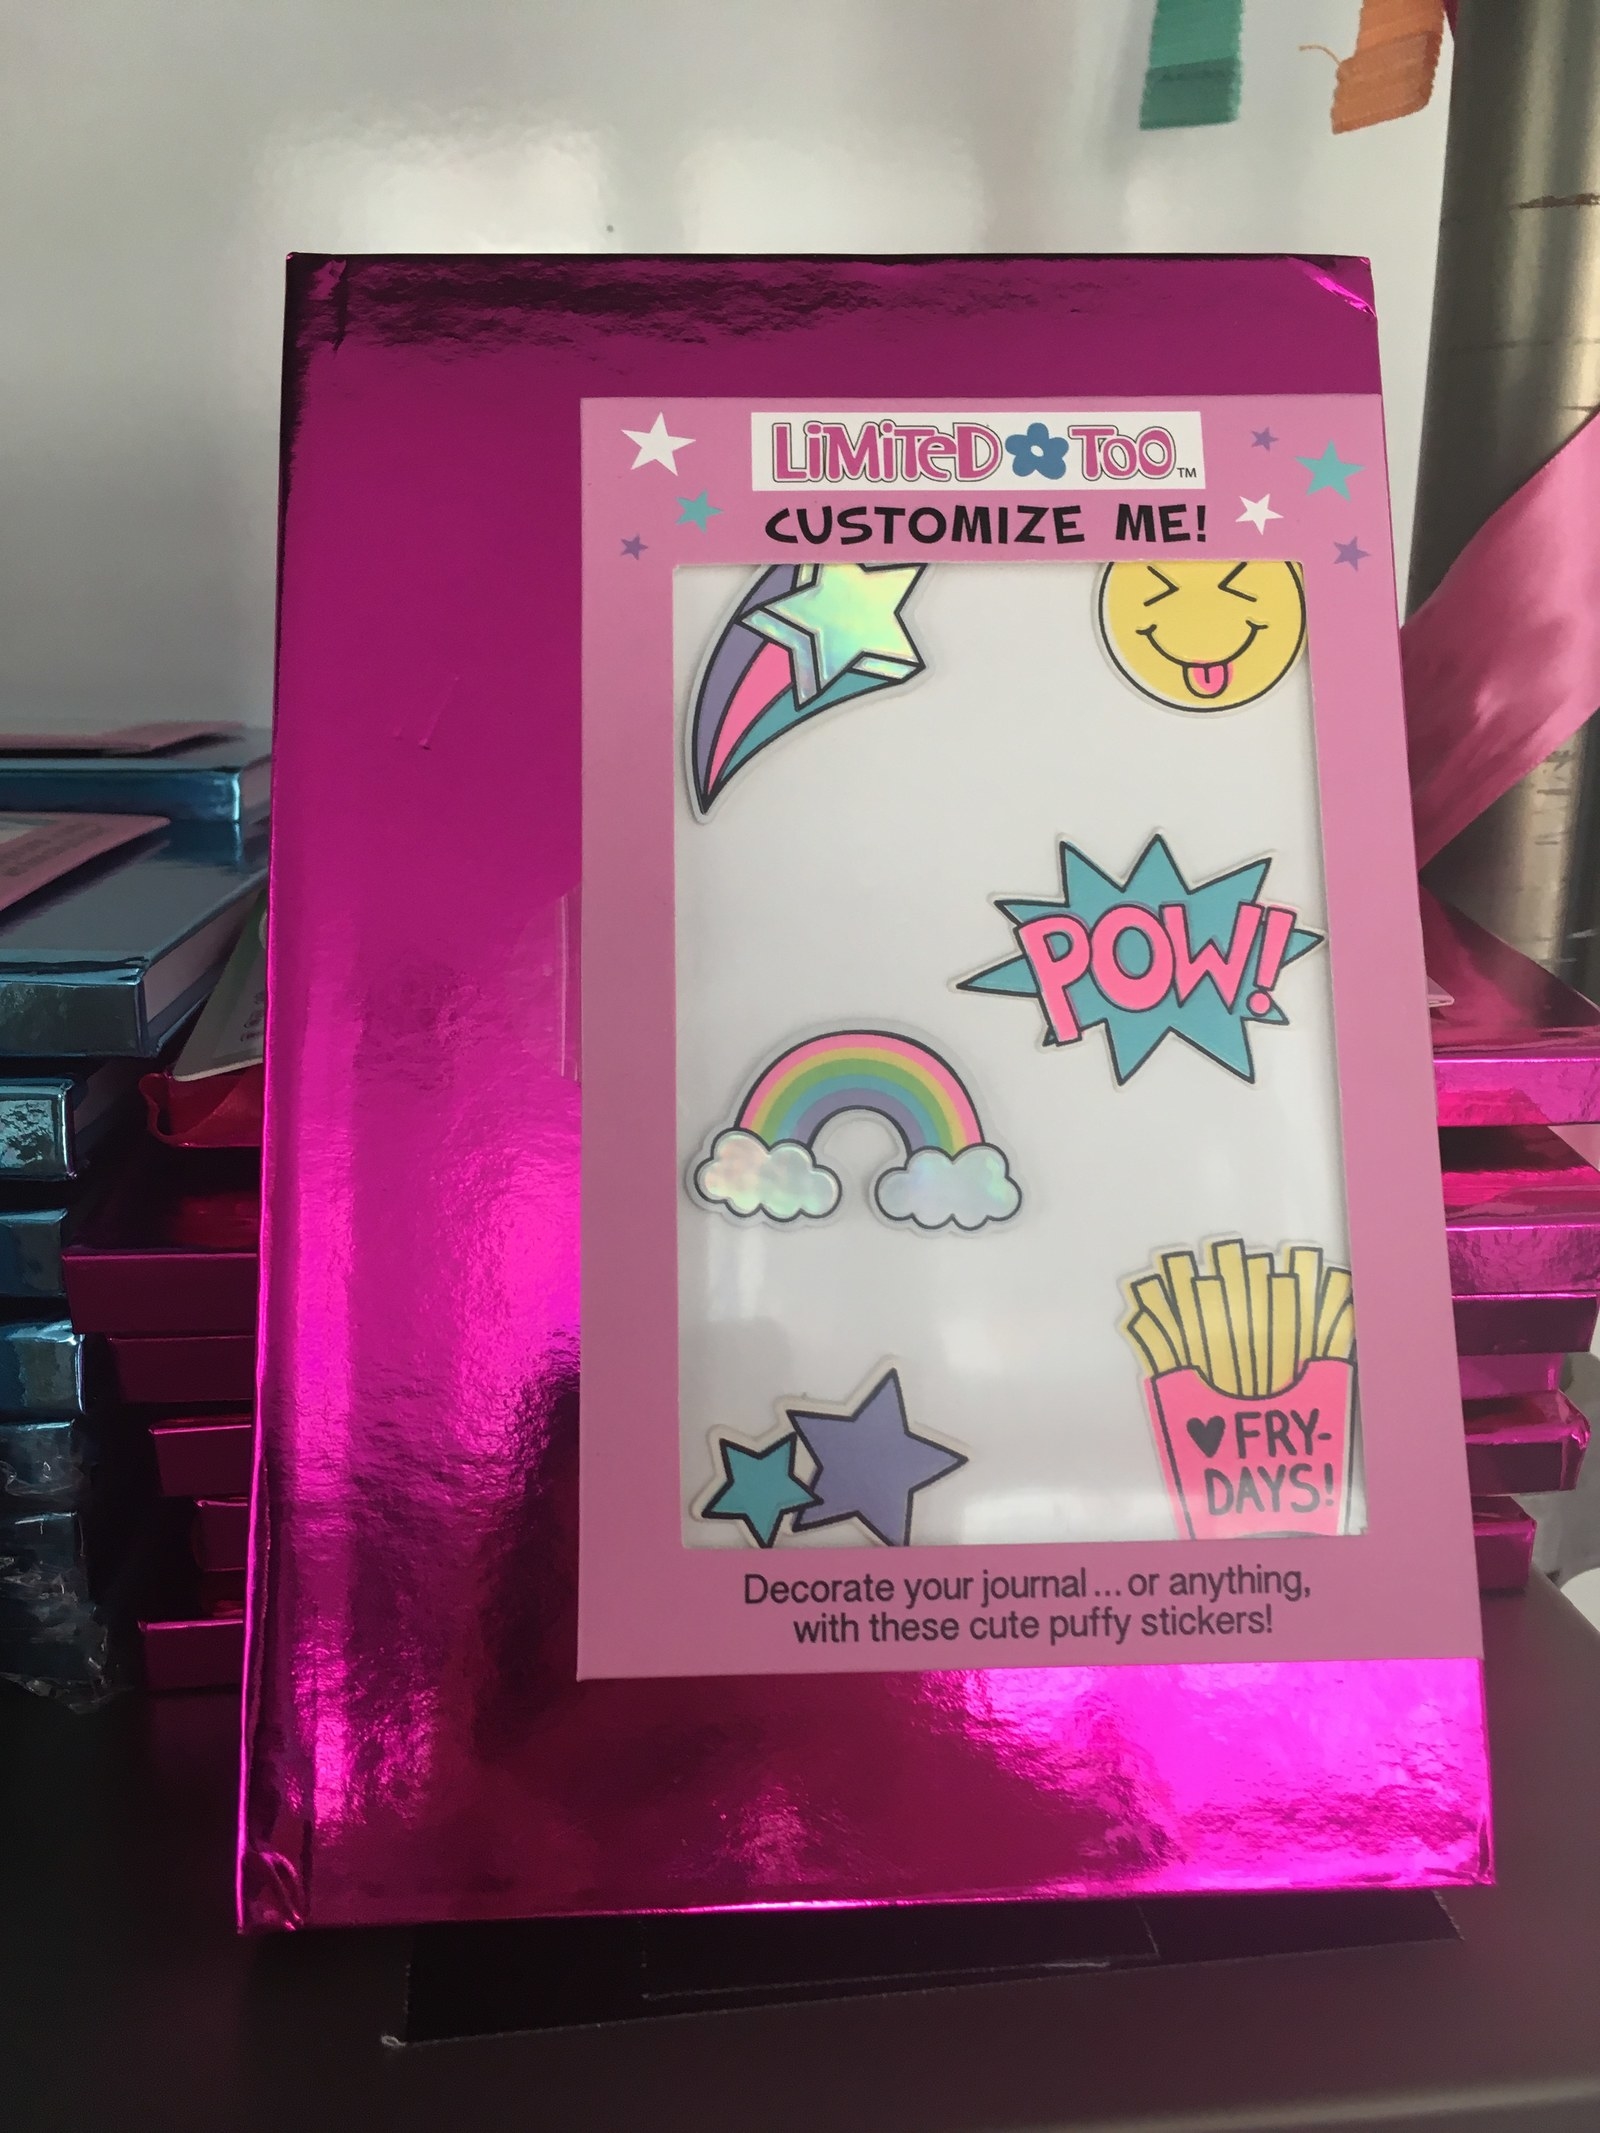 LiMiTeD TOO™
CUSTOMIZE ME!
POW!
♥ FRY-
DAYS!
Decorate your journal... or anything,
with these cute puffy stickers!